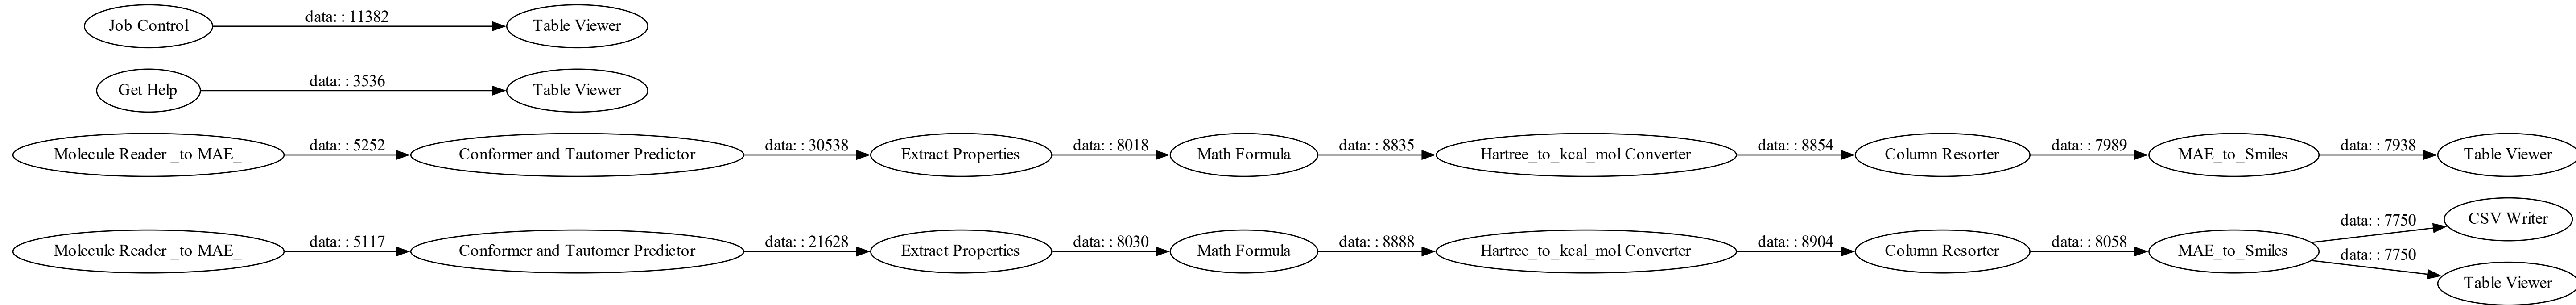 Job Control
data: : 11382
Table Viewer
Get Help
data: : 3536
Table Viewer
Molecule Reader _to MAE_
data: : 5252
Conformer and Tautomer Predictor
data: : 30538
Extract Properties
data: : 8018
Math Formula
data: : 8835
Hartree_to_kcal_mol Converter
data: : 8854
Column Resorter
data: : 7989
MAE_to_Smiles
data: : 7938
Table Viewer
Molecule Reader _to MAE_
data: : 5117
Conformer and Tautomer Predictor
data: : 21628
Extract Properties
data: : 8030
Math Formula
data: : 8888
Hartree_to_kcal_mol Converter
data: : 8904
Column Resorter
data: : 8058
MAE_to_Smiles
data: : 7750
CSV Writer
data: : 7750
Table Viewer